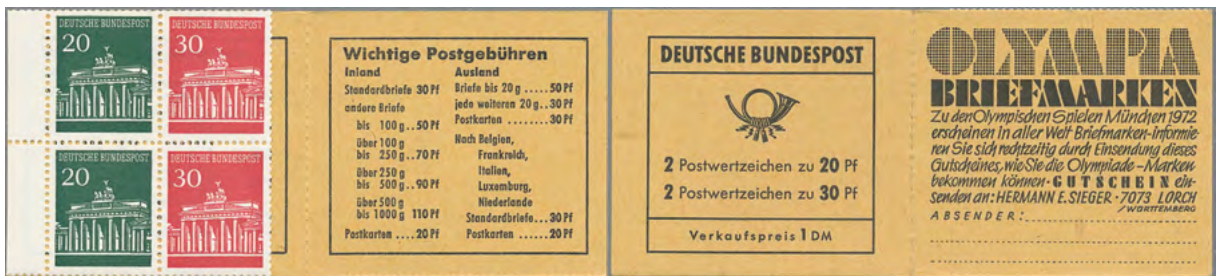 DEUTSCHE BUNDESPOST
20
DEUTSCHE BUNDESPOST
30
DEUTSCHE BUNDESPOST
20
DEUTSCHE BUNDESPOST
30
Wichtige Postgebühren
Inland
Standardbriefe 30 Pf
andere Briefe
bis 100 g..50 Pf
über 100 g
bis 250 g..70 Pf
über 250 g
bis 500 g..90 Pf
über 500 g
bis 1000 g 110 Pf
Postkarten ....20 Pf
Ausland
Briefe bis 20 g .....50 Pf
jede weiteren 20 g..30 Pf
Postkarten ........30 Pf
Nach Belgien,
Frankreich,
Italien,
Luxemburg,
Niederlande
Standardbriefe...30 Pf
Postkarten ......20 Pf
DEUTSCHE BUNDESPOST
2 Postwertzeichen zu 20 Pf
2 Postwertzeichen zu 30 Pf
Verkaufspreis 1 DM
OLYMPIA
BRIEFMARKEN
Zu den Olympischen Spielen München 1972
erscheinen in aller Welt Briefmarken-Informie
ren Sie sich rechtzeitig durch Einsendung dieses
Gutscheines, wie Sie die Olympiade-Marken
bekommen können · GUTSCHEIN ein-
senden an: HERMANN E. SIEGER · 7073 LORCH
/WÜRTTEMBERG
ABSENDER: